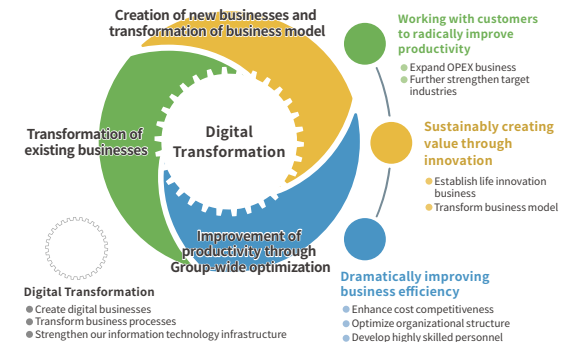 Creation of new businesses and
transformation of business model
Transformation of
existing businesses
Digital
Transformation
Improvement of
productivity through
Group-wide optimization
Working with customers
to radically improve
productivity
Expand OPEX business
Further strengthen target
industries
Sustainably creating
value through
innovation
Establish life innovation
business
Transform business model
Dramatically improving
business efficiency
Enhance cost competitiveness
Optimize organizational structure
Develop highly skilled personnel
Digital Transformation
Create digital businesses
Transform business processes
Strengthen our information technology infrastructure